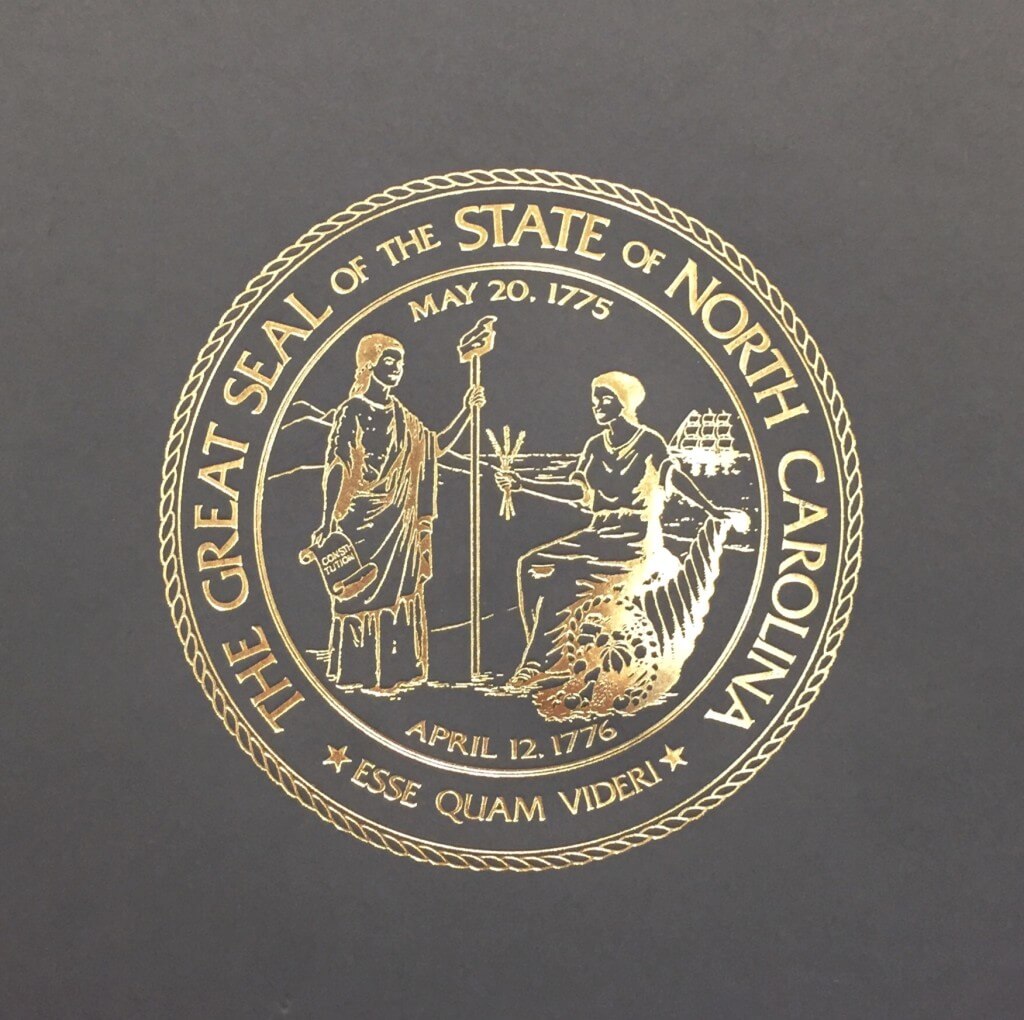 THE GREAT SEAL OF THE STATE OF NORTH CAROLINA
MAY 20, 1775
CONSTI
TUTION
APRIL 12, 1776
ESSE QUAM VIDERI